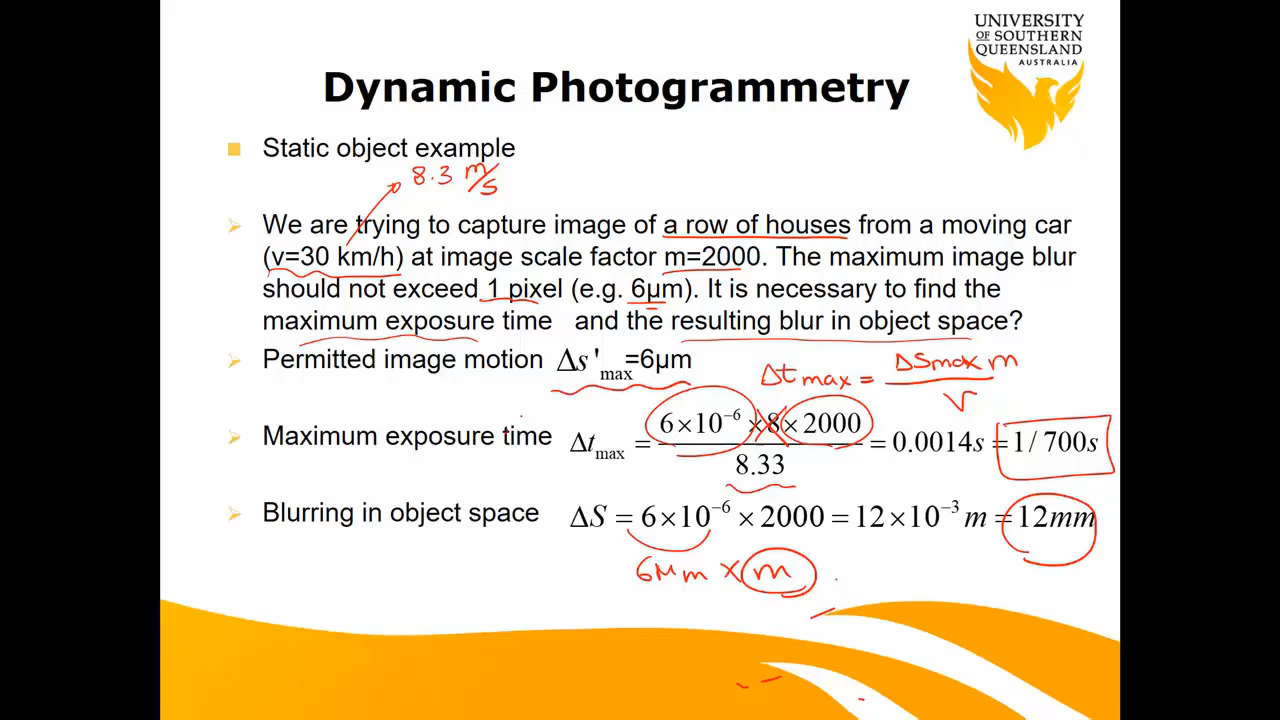 UNIVERSITY
OF SOUTHERN
QUEENSLAND
AUSTRALIA
Dynamic Photogrammetry
Static object example
8.3 m/s
We are trying to capture image of a row of houses from a moving car
(v=30 km/h) at image scale factor m=2000. The maximum image blur
should not exceed 1 pixel (e.g. 6μm). It is necessary to find the
maximum exposure time and the resulting blur in object space?
Permitted image motion Δs'max=6μm
Δtmax = ΔSmax m / v
Maximum exposure time Δtmax = 6×10⁻⁶ ×8×2000 / 8.33 = 0.0014s = 1/700s
Blurring in object space ΔS = 6×10⁻⁶ ×2000 = 12×10⁻³ m = 12mm
6μm × m